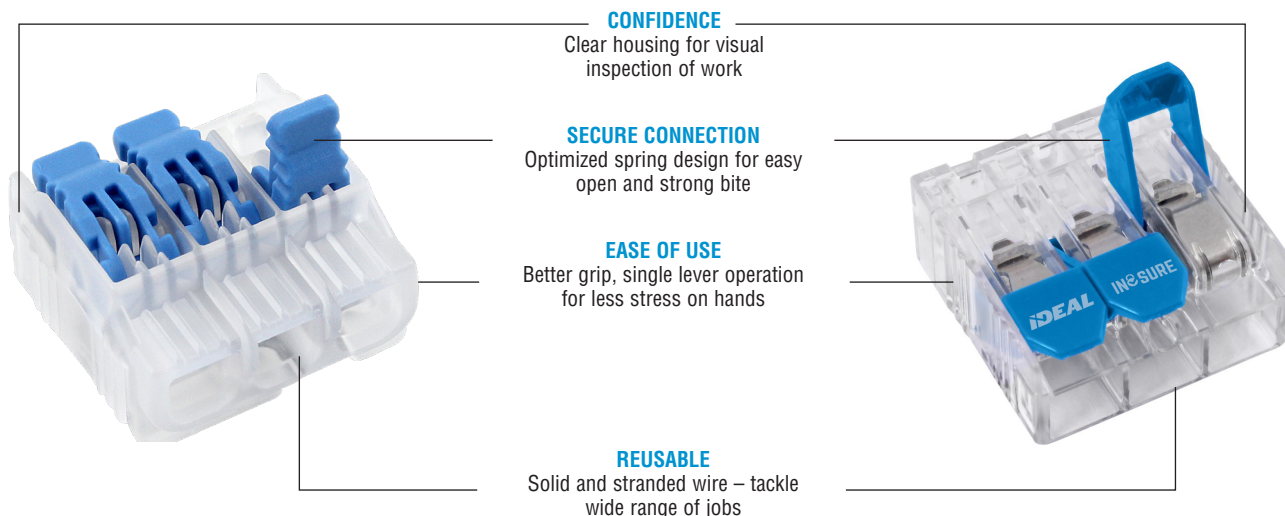 CONFIDENCE
Clear housing for visual
inspection of work
SECURE CONNECTION
Optimized spring design for easy
open and strong bite
EASE OF USE
Better grip, single lever operation
for less stress on hands
IDEAL
IN-SURE
REUSABLE
Solid and stranded wire – tackle
wide range of jobs